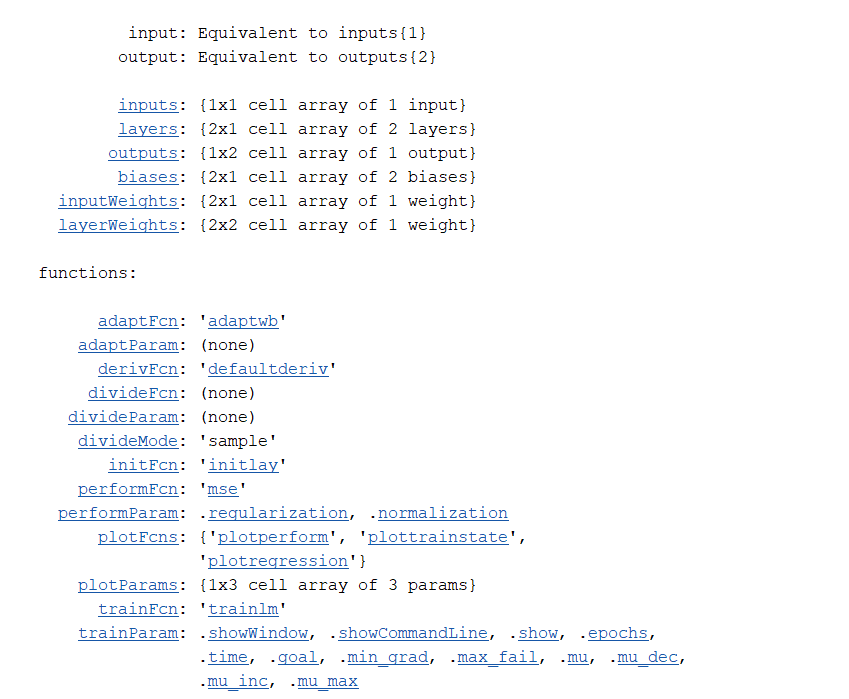 input: Equivalent to inputs{1}
output: Equivalent to outputs{2}
inputs: {1x1 cell array of 1 input}
layers: {2x1 cell array of 2 layers}
outputs: {1x2 cell array of 1 output}
biases: {2x1 cell array of 2 biases}
inputWeights: {2x1 cell array of 1 weight}
layerWeights: {2x2 cell array of 1 weight}
functions:
adaptFcn: 'adaptwb'
adaptParam: (none)
derivFcn: 'defaultderiv'
divideFcn: (none)
divideParam: (none)
divideMode: 'sample'
initFcn: 'initlay'
performFcn: 'mse'
performParam: .regularization, .normalization
plotFcns: {'plotperform', 'plottrainstate',
'plotregression'}
plotParams: {1x3 cell array of 3 params}
trainFcn: 'trainlm'
trainParam: .showWindow, .showCommandLine, .show, .epochs,
.time, .goal, .min_grad, .max_fail, .mu, .mu_dec,
.mu_inc, .mu_max